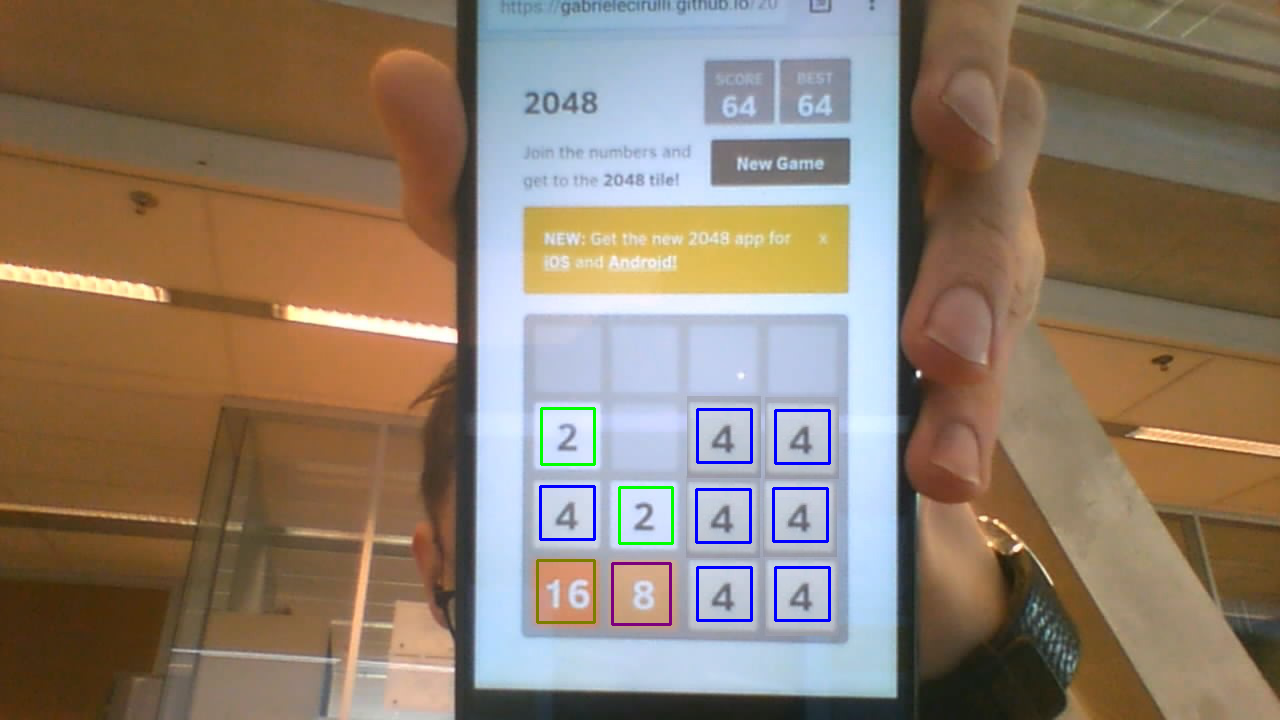 https://gabrielecirulli.github.io/20
2048
SCORE
64
BEST
64
Join the numbers and
get to the 2048 tile!
New Game
NEW: Get the new 2048 app for
iOS and Android!
x
2 4 4
4 2 4 4
16 8 4 4